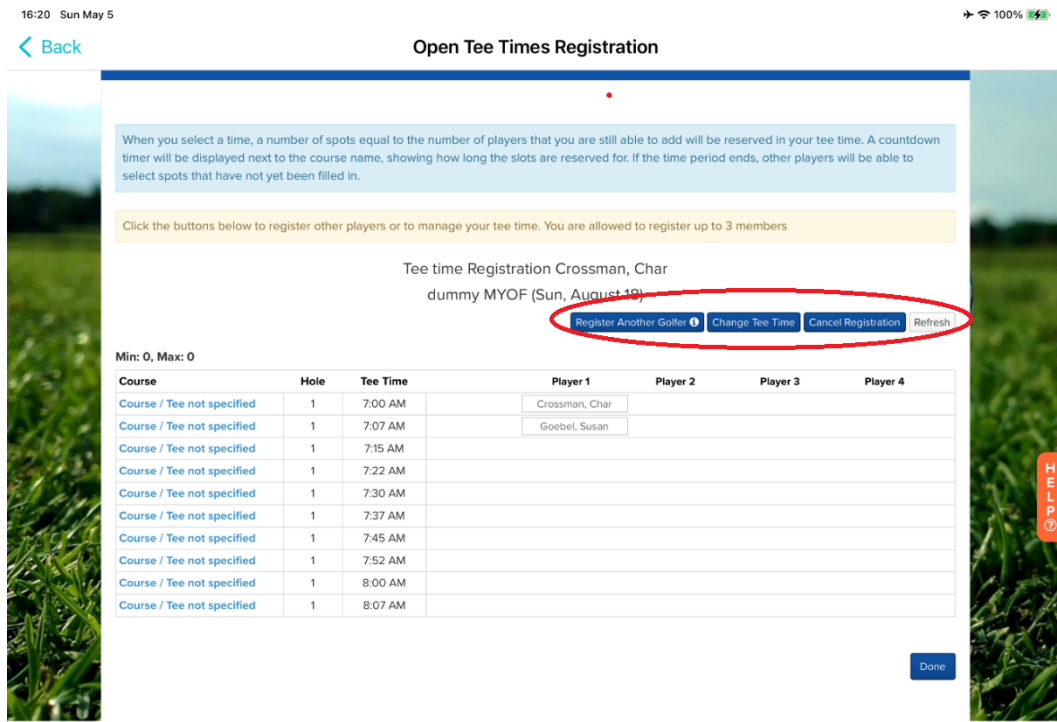 16:20 Sun May 5
100%
Back
Open Tee Times Registration
When you select a time, a number of spots equal to the number of players that you are still able to add will be reserved in your tee time. A countdown
timer will be displayed next to the course name, showing how long the slots are reserved for. If the time period ends, other players will be able to
select spots that have not yet been filled in.
Click the buttons below to register other players or to manage your tee time. You are allowed to register up to 3 members
Tee time Registration Crossman, Char
dummy MYOF (Sun, August 18)
Register Another Golfer Change Tee Time Cancel Registration Refresh
Min: 0, Max: 0
Course Hole Tee Time Player 1 Player 2 Player 3 Player 4
Course / Tee not specified 1 7:00 AM Crossman, Char
Course / Tee not specified 1 7:07 AM Goebel, Susan
Course / Tee not specified 1 7:15 AM
Course / Tee not specified 1 7:22 AM
Course / Tee not specified 1 7:30 AM
Course / Tee not specified 1 7:37 AM
Course / Tee not specified 1 7:45 AM
Course / Tee not specified 1 7:52 AM
Course / Tee not specified 1 8:00 AM
Course / Tee not specified 1 8:07 AM
HELP
Done